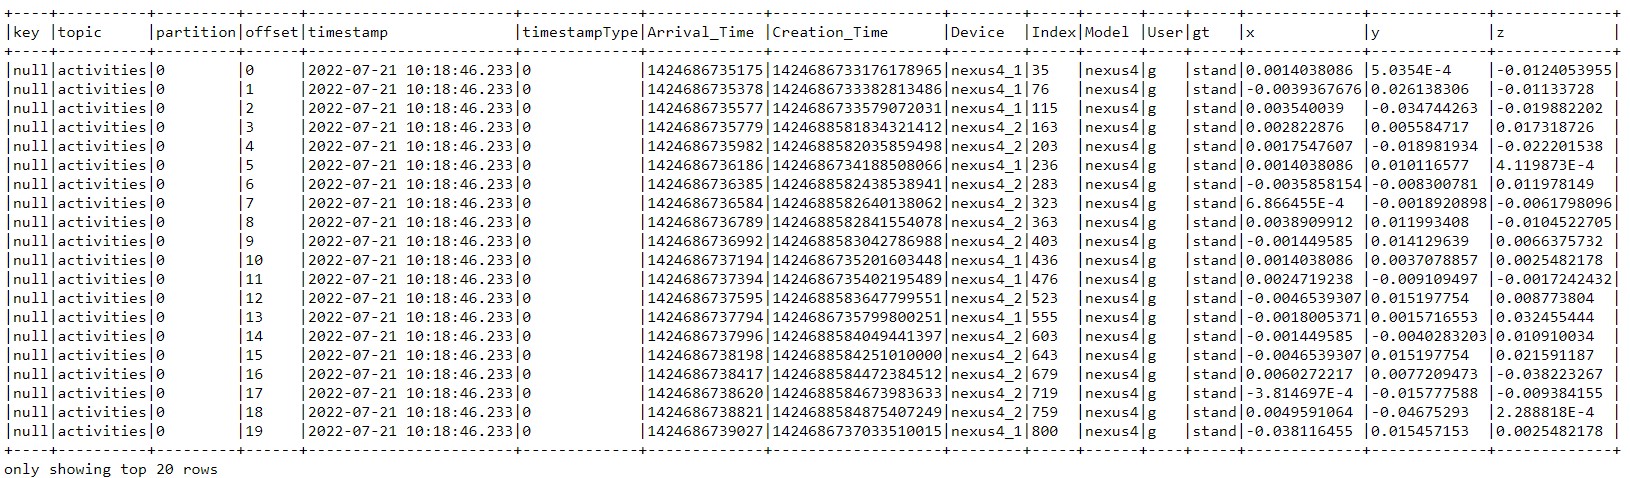 +----+----------+---------+------+-----------------------+-------------+-------------+-------------------+--------+-----+------+----+-----+-------------+-------------+-------------+
|key |topic     |partition|offset|timestamp              |timestampType|Arrival_Time |Creation_Time      |Device  |Index|Model |User|gt   |x            |y            |z            |
+----+----------+---------+------+-----------------------+-------------+-------------+-------------------+--------+-----+------+----+-----+-------------+-------------+-------------+
|null|activities|0        |0     |2022-07-21 10:18:46.233|0            |1424686735175|1424686733176178965|nexus4_1|35   |nexus4|g   |stand|0.0014038086 |5.0354E-4    |-0.0124053955|
|null|activities|0        |1     |2022-07-21 10:18:46.233|0            |1424686735378|1424686733382813486|nexus4_1|76   |nexus4|g   |stand|-0.0039367676|0.026138306  |-0.01133728  |
|null|activities|0        |2     |2022-07-21 10:18:46.233|0            |1424686735577|1424686733579072031|nexus4_1|115  |nexus4|g   |stand|0.003540039  |-0.034744263 |-0.019882202 |
|null|activities|0        |3     |2022-07-21 10:18:46.233|0            |1424686735779|1424688581834321412|nexus4_2|163  |nexus4|g   |stand|0.002822876  |0.005584717  |0.017318726  |
|null|activities|0        |4     |2022-07-21 10:18:46.233|0            |1424686735982|1424688582035859498|nexus4_2|203  |nexus4|g   |stand|0.0017547607 |-0.018981934 |-0.022201538 |
|null|activities|0        |5     |2022-07-21 10:18:46.233|0            |1424686736186|1424686734188508066|nexus4_1|236  |nexus4|g   |stand|0.0014038086 |0.010116577  |4.119873E-4  |
|null|activities|0        |6     |2022-07-21 10:18:46.233|0            |1424686736385|1424688582438538941|nexus4_2|283  |nexus4|g   |stand|-0.0035858154|-0.008300781 |0.011978149  |
|null|activities|0        |7     |2022-07-21 10:18:46.233|0            |1424686736584|1424688582640138062|nexus4_2|323  |nexus4|g   |stand|6.866455E-4  |-0.0018920898|-0.0061798096|
|null|activities|0        |8     |2022-07-21 10:18:46.233|0            |1424686736789|1424688582841554078|nexus4_2|363  |nexus4|g   |stand|0.0038909912 |0.011993408  |-0.0104522705|
|null|activities|0        |9     |2022-07-21 10:18:46.233|0            |1424686736992|1424688583042786988|nexus4_2|403  |nexus4|g   |stand|-0.001449585 |0.014129639  |0.0066375732 |
|null|activities|0        |10    |2022-07-21 10:18:46.233|0            |1424686737194|1424686735201603448|nexus4_1|436  |nexus4|g   |stand|0.0014038086 |0.0037078857 |0.0025482178 |
|null|activities|0        |11    |2022-07-21 10:18:46.233|0            |1424686737394|1424686735402195489|nexus4_1|476  |nexus4|g   |stand|0.0024719238 |-0.009109497 |-0.0017242432|
|null|activities|0        |12    |2022-07-21 10:18:46.233|0            |1424686737595|1424688583647799551|nexus4_2|523  |nexus4|g   |stand|-0.0046539307|0.015197754  |0.008773804  |
|null|activities|0        |13    |2022-07-21 10:18:46.233|0            |1424686737794|1424686735799800251|nexus4_1|555  |nexus4|g   |stand|-0.0018005371|0.0015716553 |0.032455444  |
|null|activities|0        |14    |2022-07-21 10:18:46.233|0            |1424686737996|1424688584049441397|nexus4_2|603  |nexus4|g   |stand|-0.001449585 |-0.0040283203|0.010910034  |
|null|activities|0        |15    |2022-07-21 10:18:46.233|0            |1424686738198|1424688584251010000|nexus4_2|643  |nexus4|g   |stand|-0.0046539307|0.015197754  |0.021591187  |
|null|activities|0        |16    |2022-07-21 10:18:46.233|0            |1424686738417|1424688584472384512|nexus4_2|679  |nexus4|g   |stand|0.0060272217 |0.0077209473 |-0.038223267 |
|null|activities|0        |17    |2022-07-21 10:18:46.233|0            |1424686738620|1424688584673983633|nexus4_2|719  |nexus4|g   |stand|-3.814697E-4 |-0.015777588 |-0.009384155 |
|null|activities|0        |18    |2022-07-21 10:18:46.233|0            |1424686738821|1424688584875407249|nexus4_2|759  |nexus4|g   |stand|0.0049591064 |-0.04675293  |2.288818E-4  |
|null|activities|0        |19    |2022-07-21 10:18:46.233|0            |1424686739027|1424686737033510015|nexus4_1|800  |nexus4|g   |stand|-0.038116455 |0.015457153  |0.0025482178 |
+----+----------+---------+------+-----------------------+-------------+-------------+-------------------+--------+-----+------+----+-----+-------------+-------------+-------------+
only showing top 20 rows